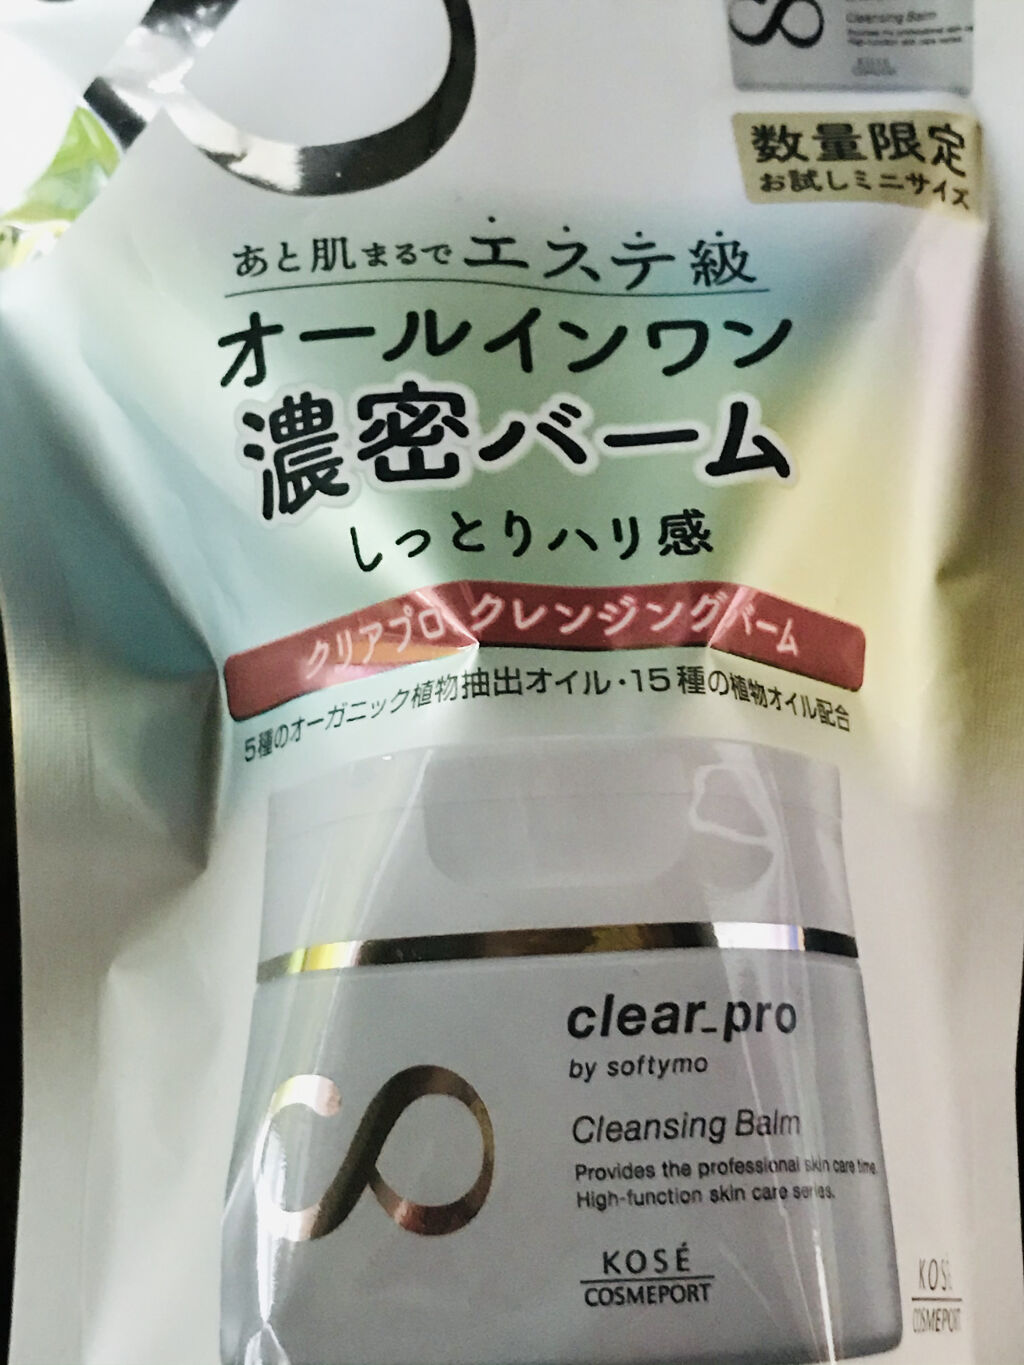 Cleansing Balm
数量限定
お試しミニサイズ
あと肌まるでエステ級
オールインワン
濃密バーム
しっとりハリ感
クリアプロ クレンジングバーム
5種のオーガニック植物抽出オイル・15種の植物オイル配合
clear_pro
by softymo
Cleansing Balm
Provides the professional skin care time.
High-function skin care series.
KOSÉ
COSMEPORT
KOSÉ
COSMEPORT